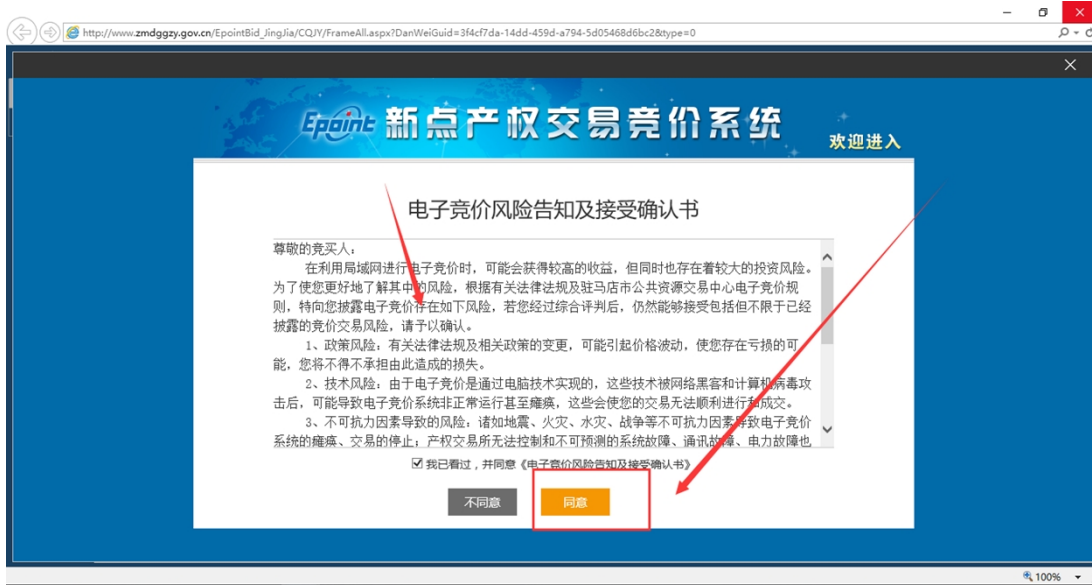 http://www.zmdggzy.gov.cn/EpointBid_JingJia/CQJY/FrameAll.aspx?DanWeiGuid=3f4cf7da-14dd-459d-a794-5d05468d6bc2&type=0
Epoint 新点产权交易竞价系统
欢迎进入
电子竞价风险告知及接受确认书
尊敬的竞买人:
在利用局域网进行电子竞价时，可能会获得较高的收益，但同时也存在着较大的投资风险。
为了使您更好地了解其中的风险，根据有关法律法规及驻马店市公共资源交易中心电子竞价规
则，特向您披露电子竞价存在如下风险，若您经过综合评判后，仍然能够接受包括但不限于已经
披露的竞价交易风险，请予以确认。
1、政策风险：有关法律法规及相关政策的变更，可能引起价格波动，使您存在亏损的可
能，您将不得不承担由此造成的损失。
2、技术风险：由于电子竞价是通过电脑技术实现的，这些技术被网络黑客和计算机病毒攻
击后，可能导致电子竞价系统非正常运行甚至瘫痪，这些会使您的交易无法顺利进行和成交。
3、不可抗力因素导致的风险：诸如地震、火灾、水灾、战争等不可抗力因素导致电子竞价
系统的瘫痪、交易的停止；产权交易所无法控制和不可预测的系统故障、通讯故障、电力故障也
我已看过，并同意《电子竞价风险告知及接受确认书》
不同意
同意
100%